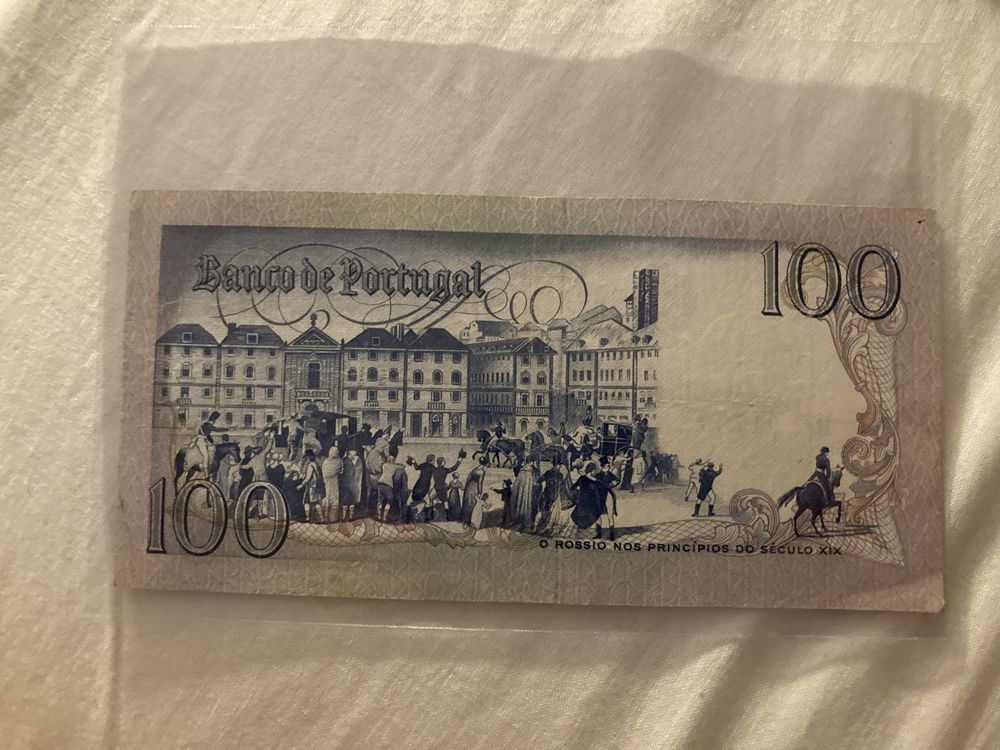 Banco de Portugal
100
100
O ROSSIO NOS PRINCÍPIOS DO SÉCULO XIX